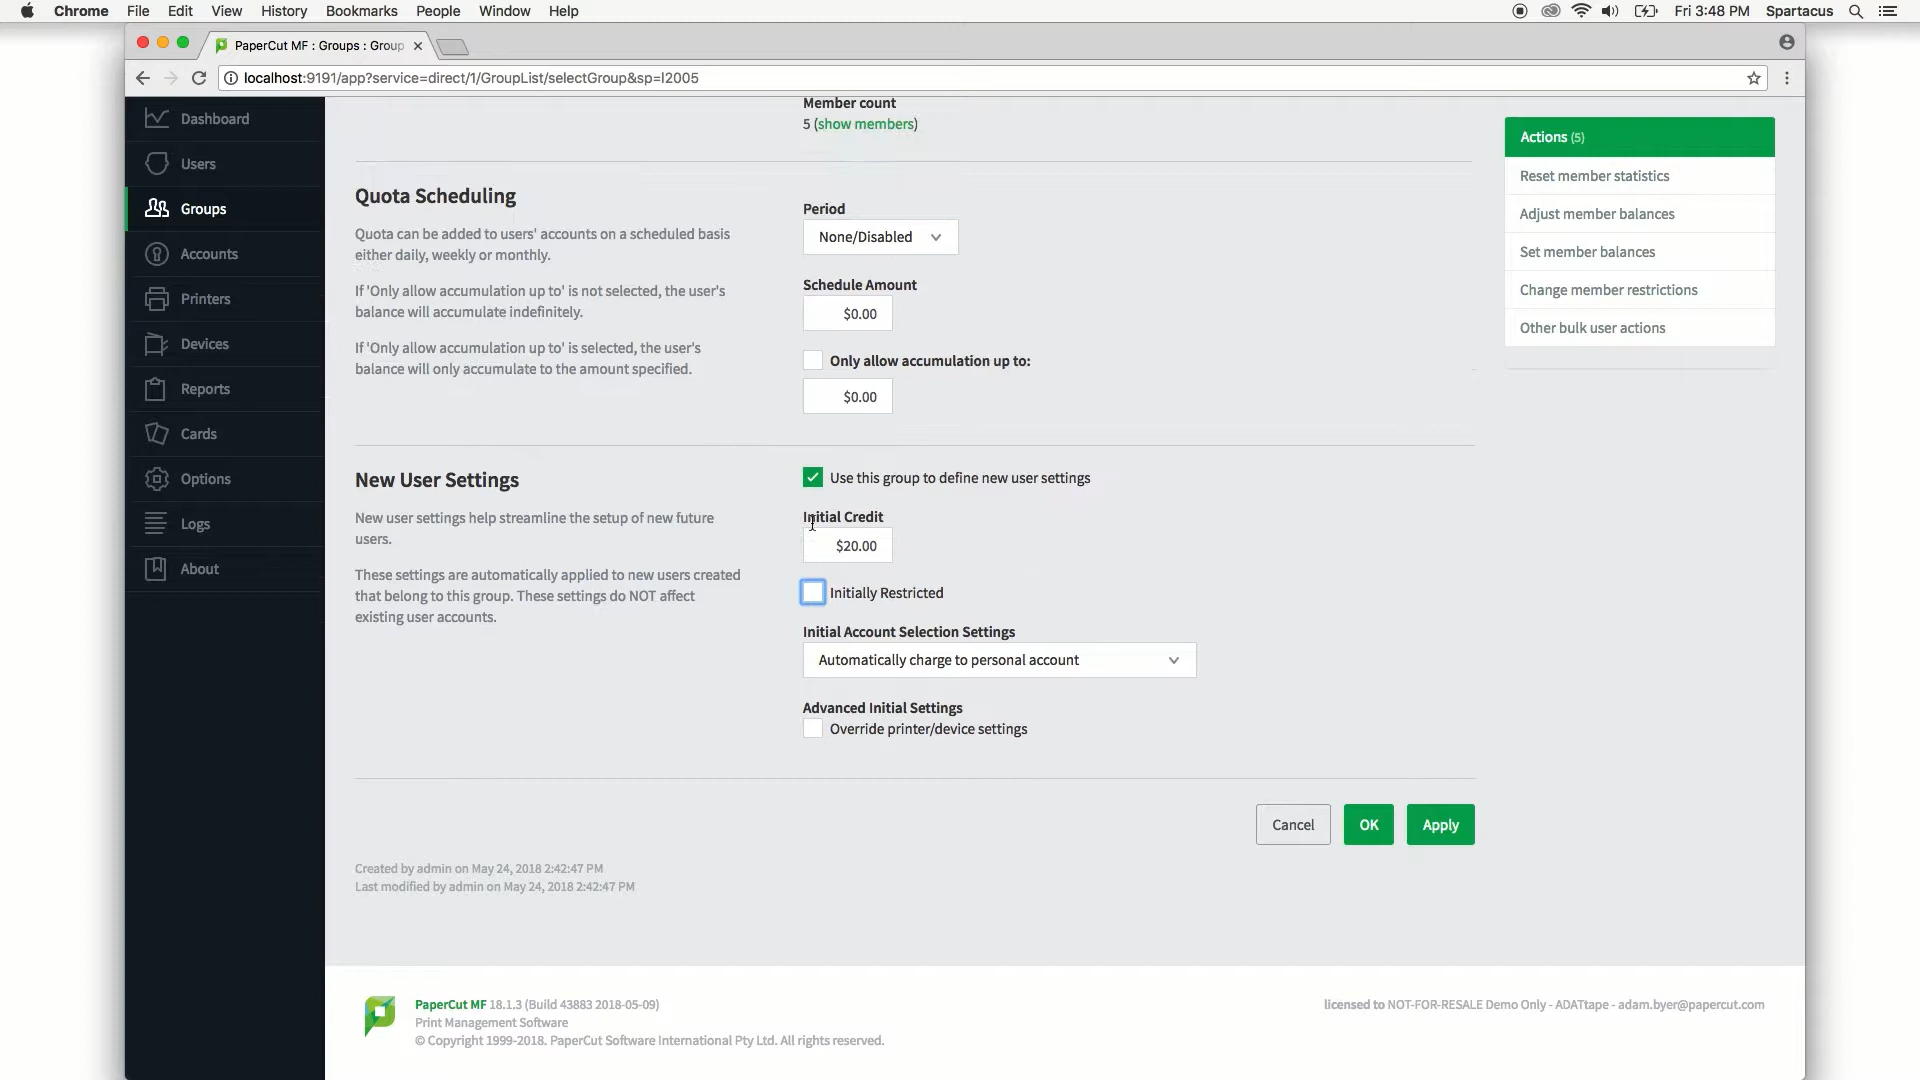 Chrome File Edit View History Bookmarks People Window Help
Fri 3:48 PM Spartacus
PaperCut MF : Groups : Group
localhost:9191/app?service=direct/1/GroupList/selectGroup&sp=l2005
Dashboard
Users
Groups
Accounts
Printers
Devices
Reports
Cards
Options
Logs
About
Member count
5 (show members)
Quota Scheduling
Quota can be added to users' accounts on a scheduled basis
either daily, weekly or monthly.
If 'Only allow accumulation up to' is not selected, the user's
balance will accumulate indefinitely.
If 'Only allow accumulation up to' is selected, the user's
balance will only accumulate to the amount specified.
Period
None/Disabled
Schedule Amount
$0.00
Only allow accumulation up to:
$0.00
New User Settings
New user settings help streamline the setup of new future
users.
These settings are automatically applied to new users created
that belong to this group. These settings do NOT affect
existing user accounts.
Use this group to define new user settings
Initial Credit
$20.00
Initially Restricted
Initial Account Selection Settings
Automatically charge to personal account
Advanced Initial Settings
Override printer/device settings
Cancel
OK
Apply
Created by admin on May 24, 2018 2:42:47 PM
Last modified by admin on May 24, 2018 2:42:47 PM
Actions (5)
Reset member statistics
Adjust member balances
Set member balances
Change member restrictions
Other bulk user actions
PaperCut MF 18.1.3 (Build 43883 2018-05-09)
Print Management Software
© Copyright 1999-2018. PaperCut Software International Pty Ltd. All rights reserved.
licensed to NOT-FOR-RESALE Demo Only - ADATtape - adam.byer@papercut.com